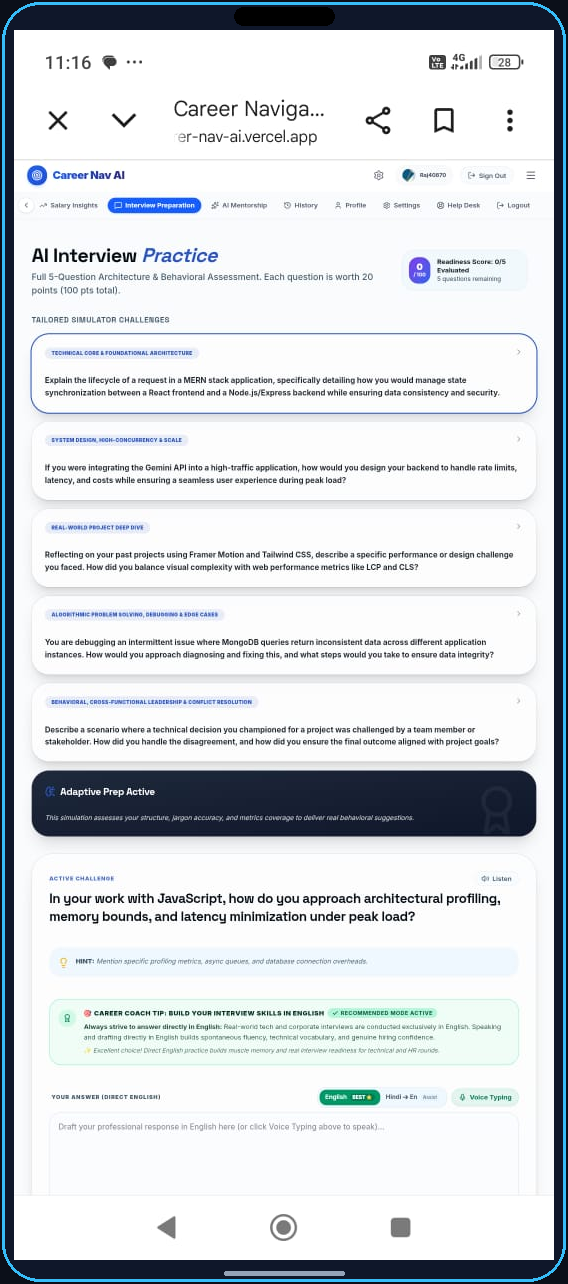 11:16
Vo LTE 4G 28
Career Naviga...
er-nav-ai.vercel.app
Career Nav AI
Raj40870
Sign Out
Salary Insights
Interview Preparation
AI Mentorship
History
Profile
Settings
Help Desk
Logout
AI Interview Practice
Full 5-Question Architecture & Behavioral Assessment. Each question is worth 20
points (100 pts total).
0
/100
Readiness Score: 0/5
Evaluated
5 questions remaining
TAILORED SIMULATOR CHALLENGES
TECHNICAL CORE & FOUNDATIONAL ARCHITECTURE
Explain the lifecycle of a request in a MERN stack application, specifically detailing how you would manage state
synchronization between a React frontend and a Node.js/Express backend while ensuring data consistency and security.
SYSTEM DESIGN, HIGH-CONCURRENCY & SCALE
If you were integrating the Gemini API into a high-traffic application, how would you design your backend to handle rate limits,
latency, and costs while ensuring a seamless user experience during peak load?
REAL-WORLD PROJECT DEEP DIVE
Reflecting on your past projects using Framer Motion and Tailwind CSS, describe a specific performance or design challenge
you faced. How did you balance visual complexity with web performance metrics like LCP and CLS?
ALGORITHMIC PROBLEM SOLVING, DEBUGGING & EDGE CASES
You are debugging an intermittent issue where MongoDB queries return inconsistent data across different application
instances. How would you approach diagnosing and fixing this, and what steps would you take to ensure data integrity?
BEHAVIORAL, CROSS-FUNCTIONAL LEADERSHIP & CONFLICT RESOLUTION
Describe a scenario where a technical decision you championed for a project was challenged by a team member or
stakeholder. How did you handle the disagreement, and how did you ensure the final outcome aligned with project goals?
Adaptive Prep Active
This simulation assesses your structure, jargon accuracy, and metrics coverage to deliver real behavioral suggestions.
ACTIVE CHALLENGE
Listen
In your work with JavaScript, how do you approach architectural profiling,
memory bounds, and latency minimization under peak load?
HINT: Mention specific profiling metrics, async queues, and database connection overheads.
🎯 CAREER COACH TIP: BUILD YOUR INTERVIEW SKILLS IN ENGLISH ✓ RECOMMENDED MODE ACTIVE
Always strive to answer directly in English: Real-world tech and corporate interviews are conducted exclusively in English. Speaking
and drafting directly in English builds spontaneous fluency, technical vocabulary, and genuine hiring confidence.
✨ Excellent choice! Direct English practice builds muscle memory and real interview readiness for technical and HR rounds.
YOUR ANSWER (DIRECT ENGLISH)
English BEST ⭐
Hindi → En Assist
Voice Typing
Draft your professional response in English here (or click Voice Typing above to speak)...